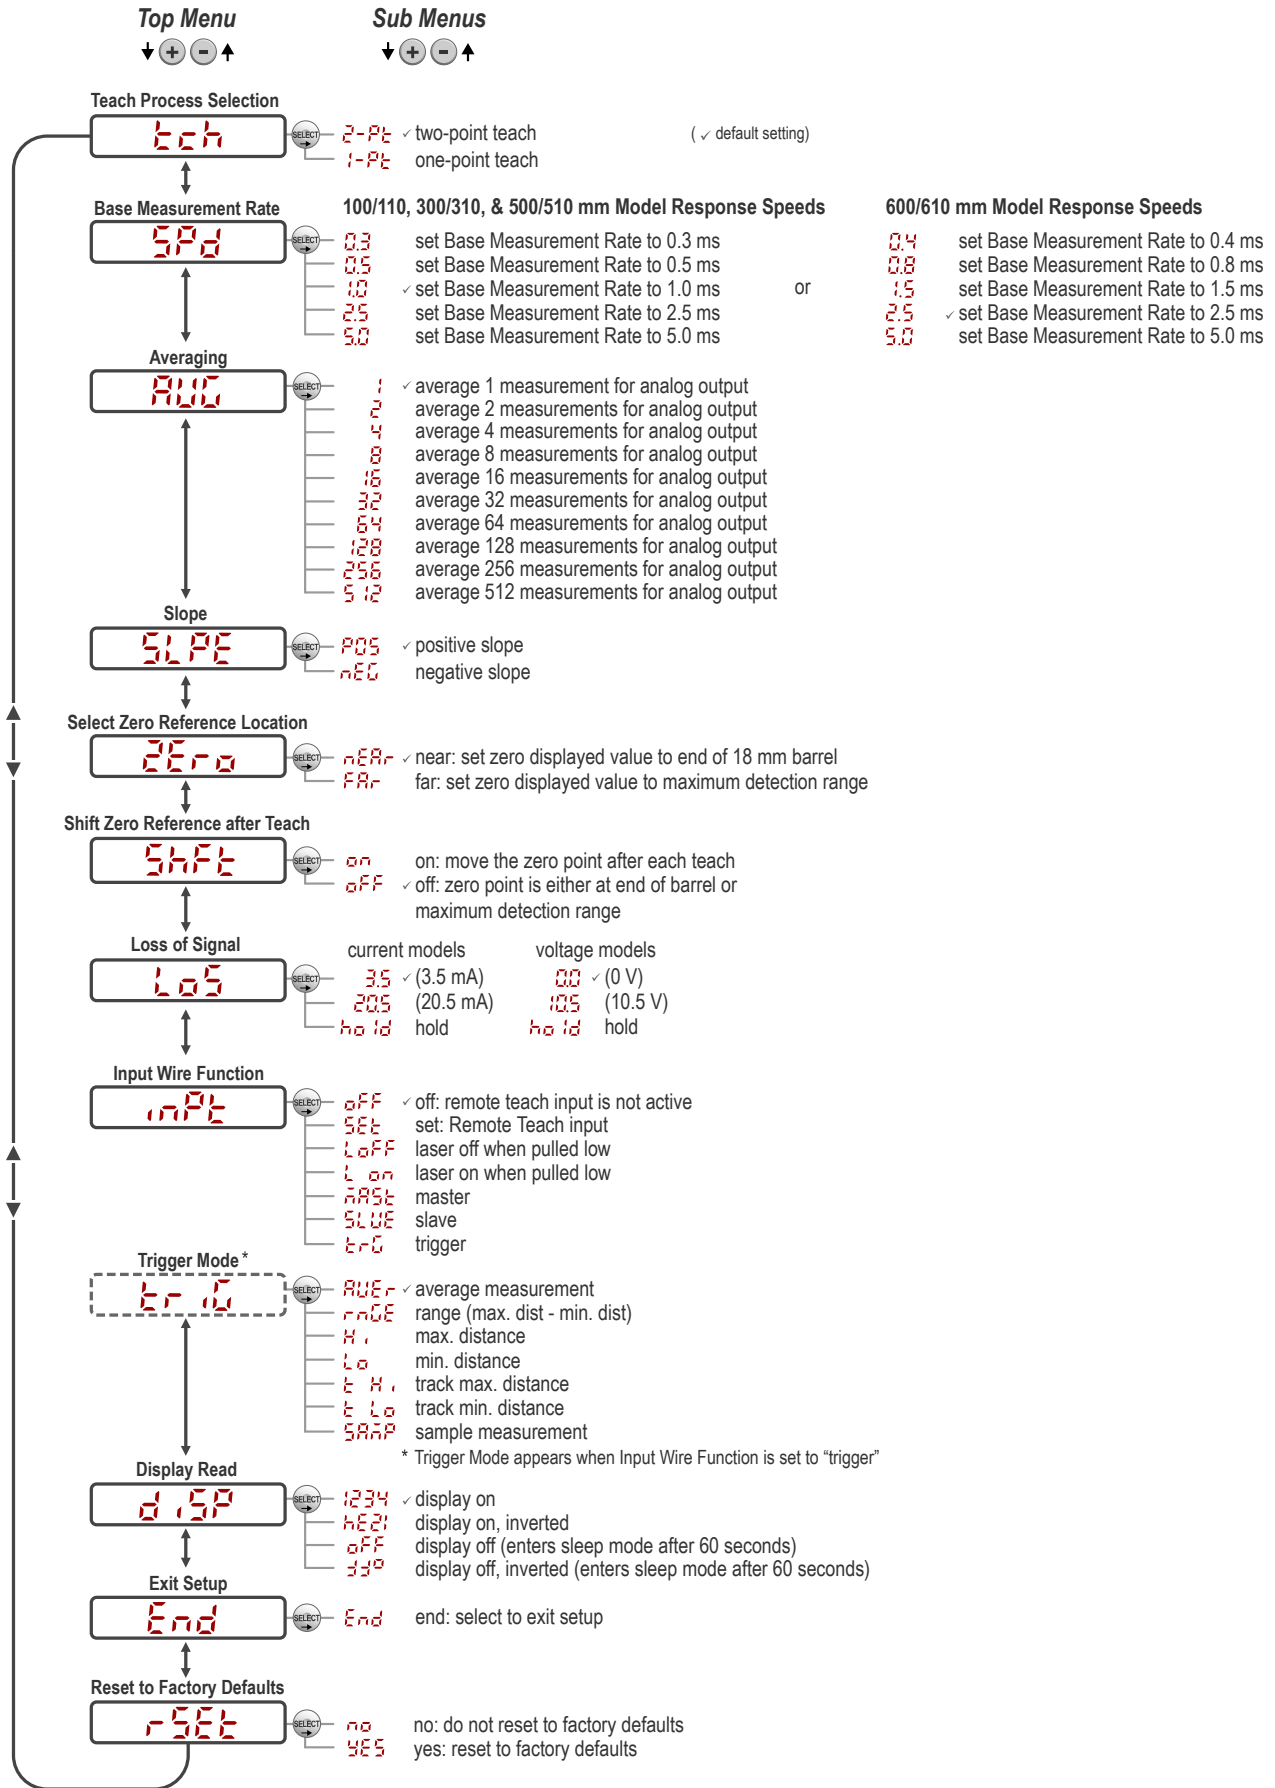 Top Menu Sub Menus
+ - + -
Teach Process Selection
tch SELECT 2-Pt ✓ two-point teach ( ✓ default setting)
1-Pt one-point teach
Base Measurement Rate 100/110, 300/310, & 500/510 mm Model Response Speeds 600/610 mm Model Response Speeds
SPd SELECT 0.3 set Base Measurement Rate to 0.3 ms 0.4 set Base Measurement Rate to 0.4 ms
0.5 set Base Measurement Rate to 0.5 ms 0.8 set Base Measurement Rate to 0.8 ms
1.0 ✓ set Base Measurement Rate to 1.0 ms or 1.5 set Base Measurement Rate to 1.5 ms
2.5 set Base Measurement Rate to 2.5 ms 2.5 ✓ set Base Measurement Rate to 2.5 ms
5.0 set Base Measurement Rate to 5.0 ms 5.0 set Base Measurement Rate to 5.0 ms
Averaging
AVG SELECT 1 ✓ average 1 measurement for analog output
2 average 2 measurements for analog output
4 average 4 measurements for analog output
8 average 8 measurements for analog output
16 average 16 measurements for analog output
32 average 32 measurements for analog output
64 average 64 measurements for analog output
128 average 128 measurements for analog output
256 average 256 measurements for analog output
512 average 512 measurements for analog output
Slope
SLPE SELECT POS ✓ positive slope
nEG negative slope
Select Zero Reference Location
ZEro SELECT nEAr ✓ near: set zero displayed value to end of 18 mm barrel
FAr far: set zero displayed value to maximum detection range
Shift Zero Reference after Teach
ShFt SELECT on on: move the zero point after each teach
oFF ✓ off: zero point is either at end of barrel or
maximum detection range
Loss of Signal current models voltage models
LoS SELECT 3.5 ✓ (3.5 mA) 0.0 ✓ (0 V)
20.5 (20.5 mA) 10.5 (10.5 V)
hold hold hold hold
Input Wire Function
inPt SELECT oFF ✓ off: remote teach input is not active
SEt set: Remote Teach input
LoFF laser off when pulled low
L on laser on when pulled low
mASt master
SLVE slave
trG trigger
Trigger Mode *
triG SELECT AVEr ✓ average measurement
rnGE range (max. dist - min. dist)
Hi max. distance
Lo min. distance
t Hi track max. distance
t Lo track min. distance
SAmP sample measurement
* Trigger Mode appears when Input Wire Function is set to “trigger”
Display Read
diSP SELECT 1234 ✓ display on
hEZI display on, inverted
oFF display off (enters sleep mode after 60 seconds)
display off, inverted (enters sleep mode after 60 seconds)
Exit Setup
End SELECT End end: select to exit setup
Reset to Factory Defaults
rSEt SELECT no no: do not reset to factory defaults
YES yes: reset to factory defaults